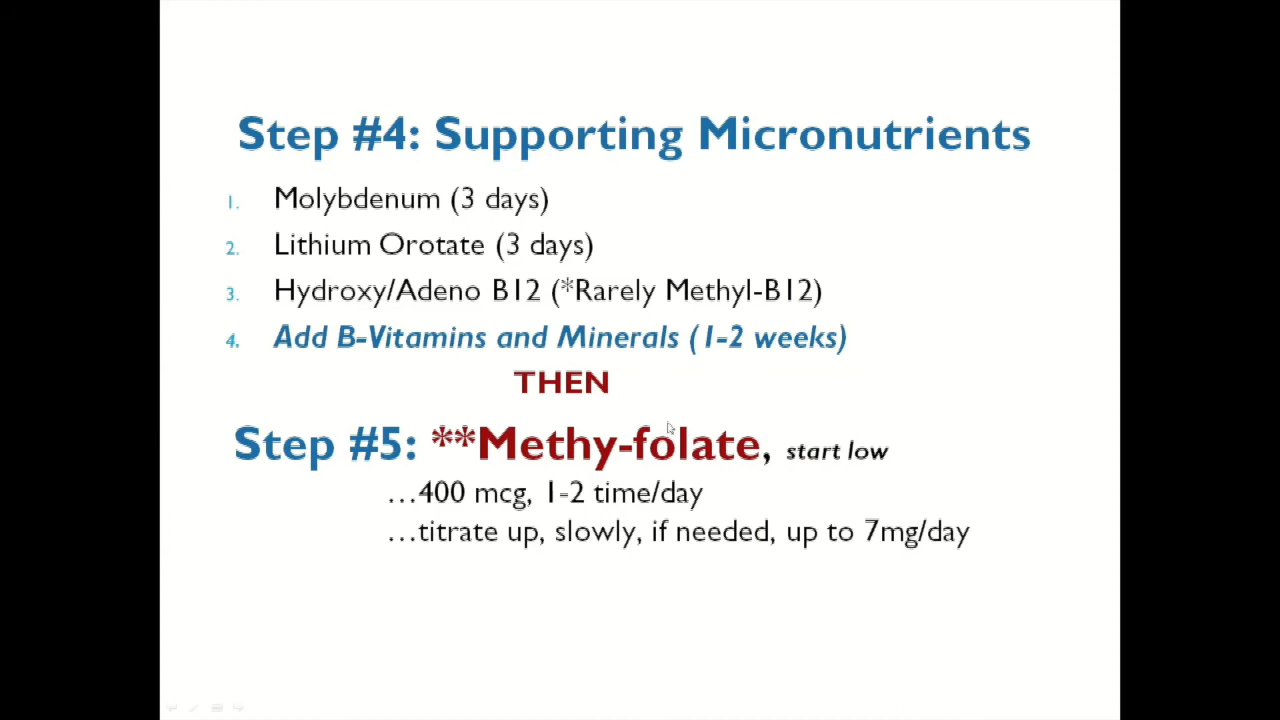 Step #4: Supporting Micronutrients
1. Molybdenum (3 days)
2. Lithium Orotate (3 days)
3. Hydroxy/Adeno B12 (*Rarely Methyl-B12)
4. Add B-Vitamins and Minerals (1-2 weeks)
THEN
Step #5: **Methy-folate, start low
...400 mcg, 1-2 time/day
...titrate up, slowly, if needed, up to 7mg/day